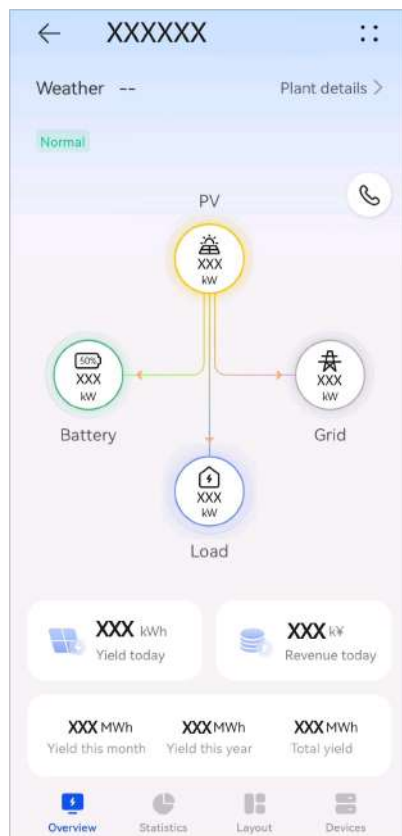 XXXXXX
Weather --
Plant details >
Normal
PV
XXX
kW
50%
XXX
kW
XXX
kW
Battery
Grid
XXX
kW
Load
XXX kWh
Yield today
XXX k¥
Revenue today
XXX MWh
XXX MWh
XXX MWh
Yield this month
Yield this year
Total yield
Overview
Statistics
Layout
Devices